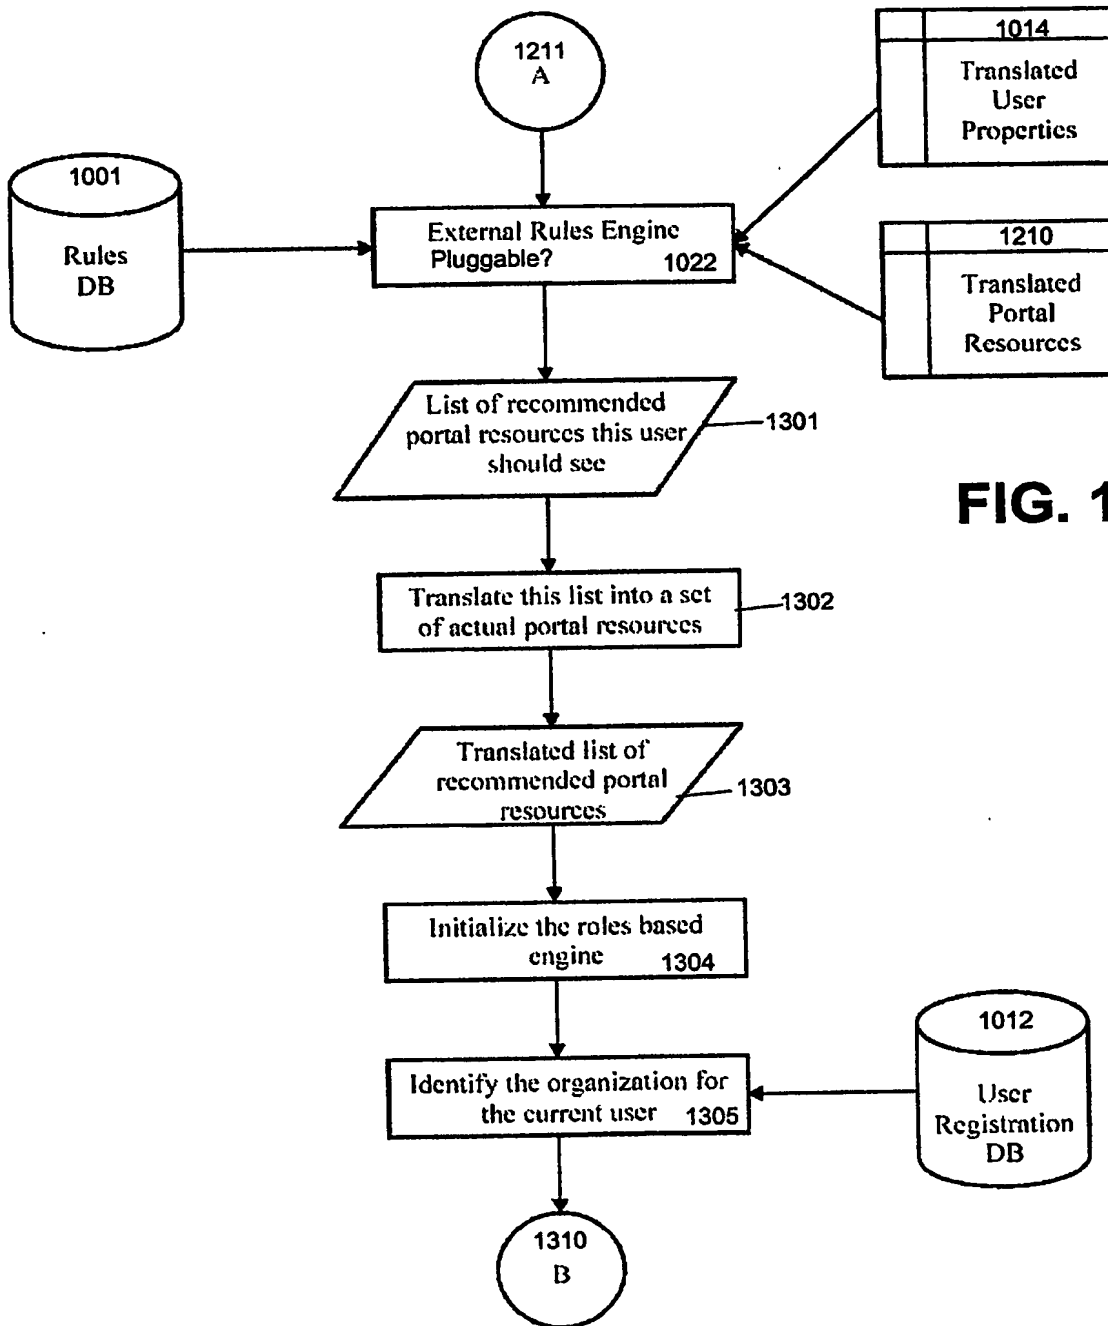 1211
A
1014
Translated
User
Properties
1001
Rules
DB
External Rules Engine
Pluggable?
1022
1210
Translated
Portal
Resources
List of recommended
portal resources this user
should see
1301
FIG. 1
Translate this list into a set
of actual portal resources
1302
Translated list of
recommended portal
resources
1303
Initialize the roles based
engine
1304
1012
User
Registration
DB
Identify the organization for
the current user
1305
1310
B